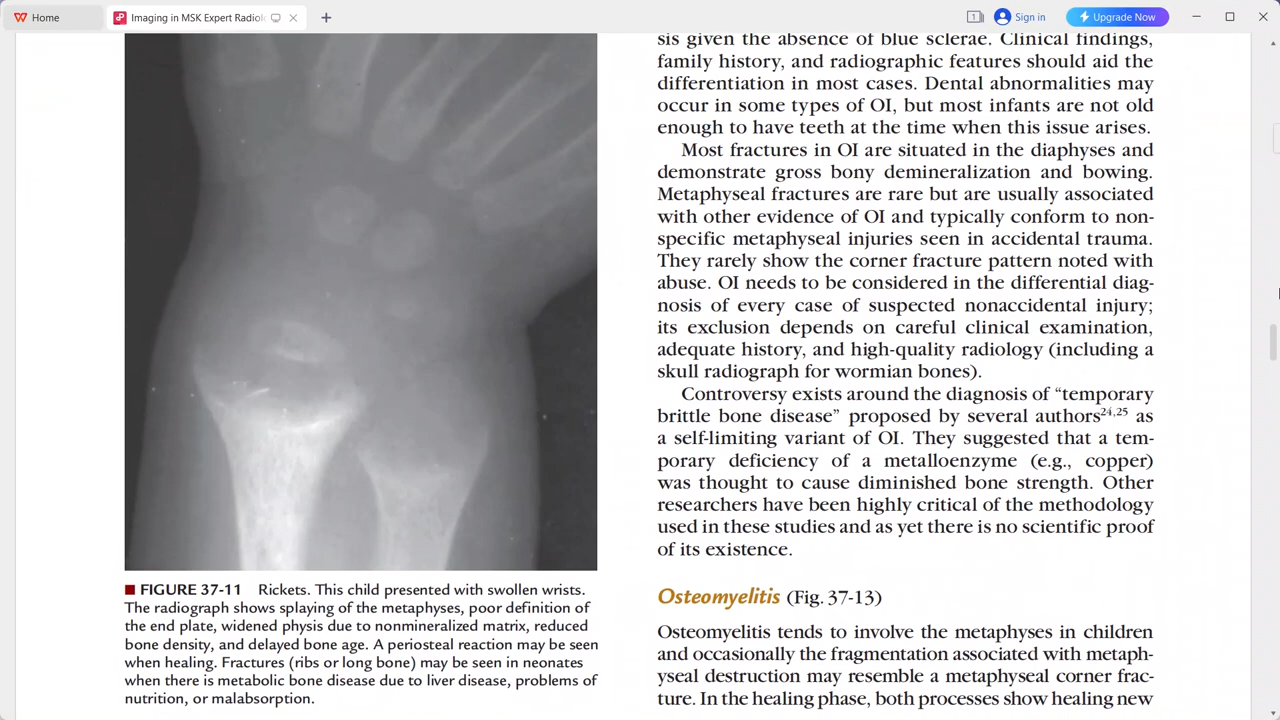 Home
Imaging in MSK Expert Radiol
Sign in
Upgrade Now
FIGURE 37-11 Rickets. This child presented with swollen wrists.
The radiograph shows splaying of the metaphyses, poor definition of
the end plate, widened physis due to nonmineralized matrix, reduced
bone density, and delayed bone age. A periosteal reaction may be seen
when healing. Fractures (ribs or long bone) may be seen in neonates
when there is metabolic bone disease due to liver disease, problems of
nutrition, or malabsorption.
sis given the absence of blue sclerae. Clinical findings,
family history, and radiographic features should aid the
differentiation in most cases. Dental abnormalities may
occur in some types of OI, but most infants are not old
enough to have teeth at the time when this issue arises.
Most fractures in OI are situated in the diaphyses and
demonstrate gross bony demineralization and bowing.
Metaphyseal fractures are rare but are usually associated
with other evidence of OI and typically conform to non-
specific metaphyseal injuries seen in accidental trauma.
They rarely show the corner fracture pattern noted with
abuse. OI needs to be considered in the differential diag-
nosis of every case of suspected nonaccidental injury;
its exclusion depends on careful clinical examination,
adequate history, and high-quality radiology (including a
skull radiograph for wormian bones).
Controversy exists around the diagnosis of “temporary
brittle bone disease” proposed by several authors24,25 as
a self-limiting variant of OI. They suggested that a tem-
porary deficiency of a metalloenzyme (e.g., copper)
was thought to cause diminished bone strength. Other
researchers have been highly critical of the methodology
used in these studies and as yet there is no scientific proof
of its existence.
Osteomyelitis (Fig. 37-13)
Osteomyelitis tends to involve the metaphyses in children
and occasionally the fragmentation associated with metaph-
yseal destruction may resemble a metaphyseal corner frac-
ture. In the healing phase, both processes show healing new